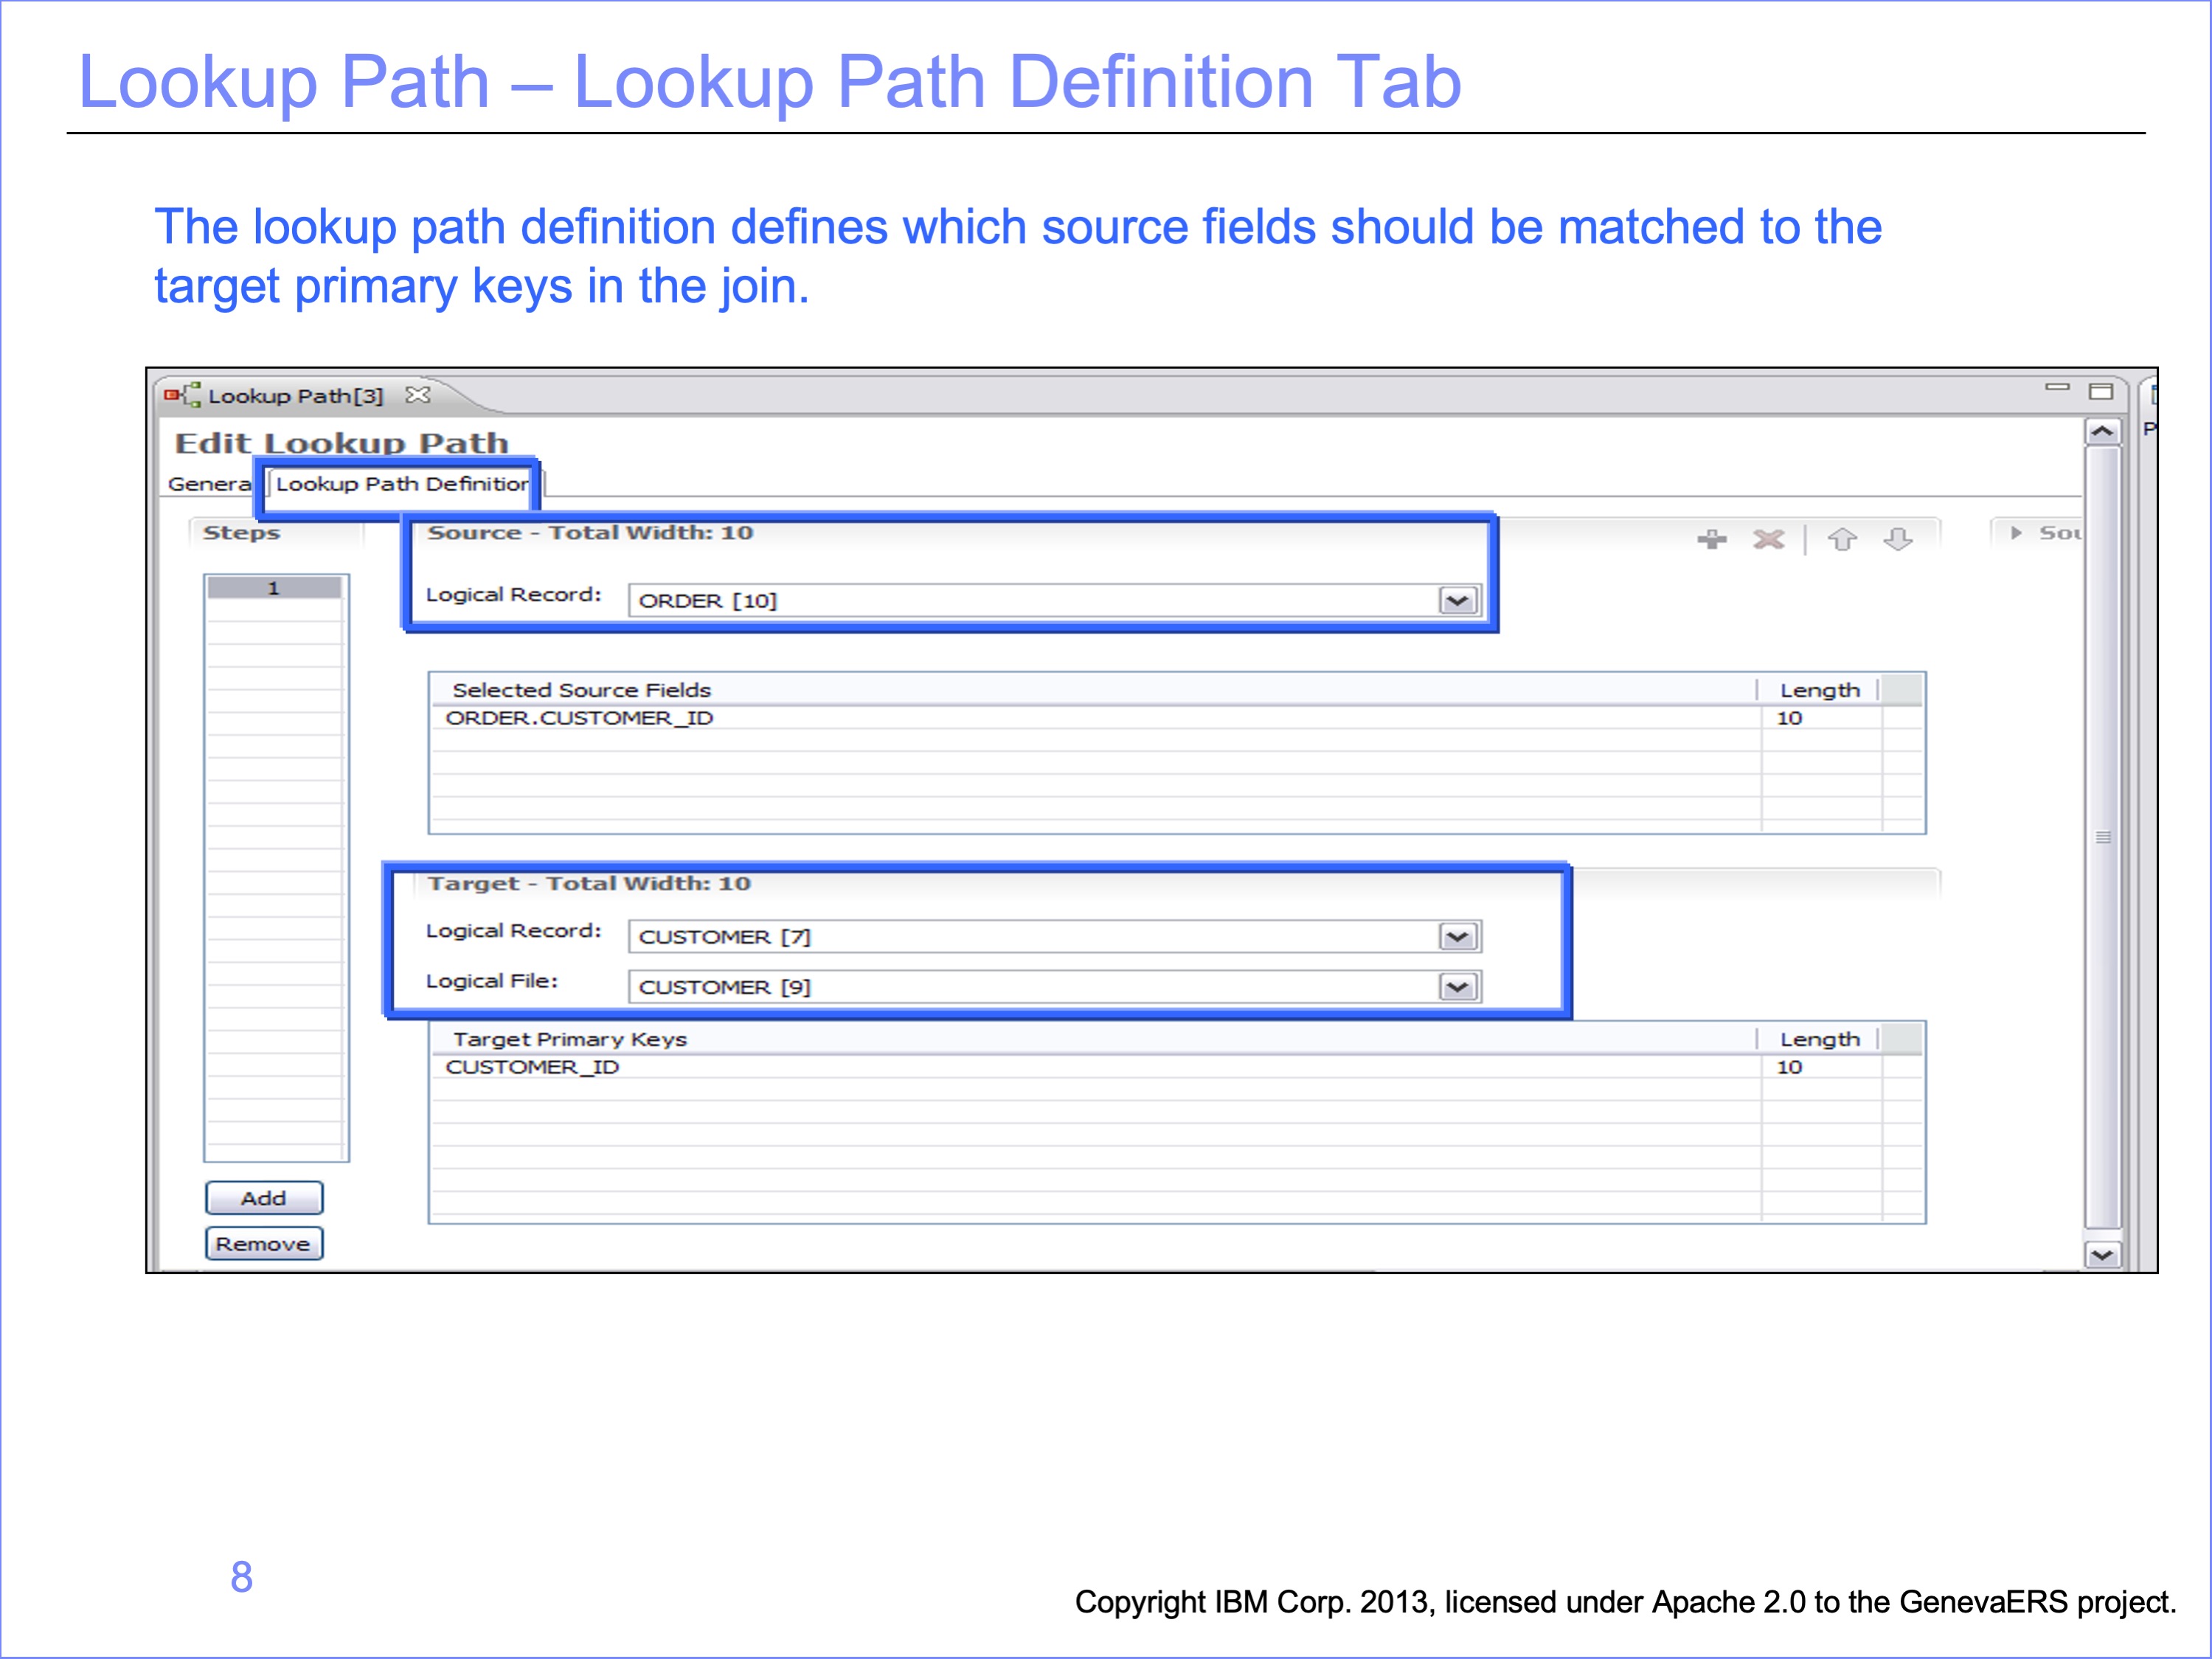 Lookup Path – Lookup Path Definition Tab
The lookup path definition defines which source fields should be matched to the
target primary keys in the join.
Lookup Path[3]
P
Edit Lookup Path
Genera
Lookup Path Definition
Steps
Source - Total Width: 10
Sou
1
Logical Record:
ORDER [10]
Selected Source Fields
Length
ORDER.CUSTOMER_ID
10
Target - Total Width: 10
Logical Record:
CUSTOMER [7]
Logical File:
CUSTOMER [9]
Target Primary Keys
Length
CUSTOMER_ID
10
Add
Remove
8
Copyright IBM Corp. 2013, licensed under Apache 2.0 to the GenevaERS project.